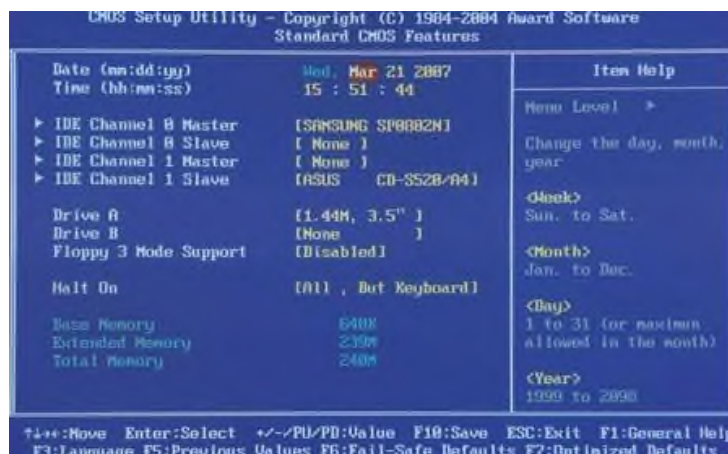 CMOS Setup Utility - Copyright (C) 1984-2004 Award Software
Standard CMOS Features
Date (mm:dd:yy) Wed, Mar 21 2007
Time (hh:mm:ss) 15 : 51 : 44
▶ IDE Channel 0 Master [SAMSUNG SP0802N]
▶ IDE Channel 0 Slave [ None ]
▶ IDE Channel 1 Master [ None ]
▶ IDE Channel 1 Slave [ASUS CD-S520/A4]
Drive A [1.44M, 3.5" ]
Drive B [None ]
Floppy 3 Mode Support [Disabled]
Halt On [All , But Keyboard]
Base Memory 640K
Extended Memory 239M
Total Memory 240M
Item Help
Menu Level ▶
Change the day, month,
year
<Week>
Sun. to Sat.
<Month>
Jan. to Dec.
<Day>
1 to 31 (or maximum
allowed in the month)
<Year>
1999 to 2098
↑↓→←:Move Enter:Select +/-/PU/PD:Value F10:Save ESC:Exit F1:General Help
F3:Language F5:Previous Values F6:Fail-Safe Defaults F7:Optimized Defaults